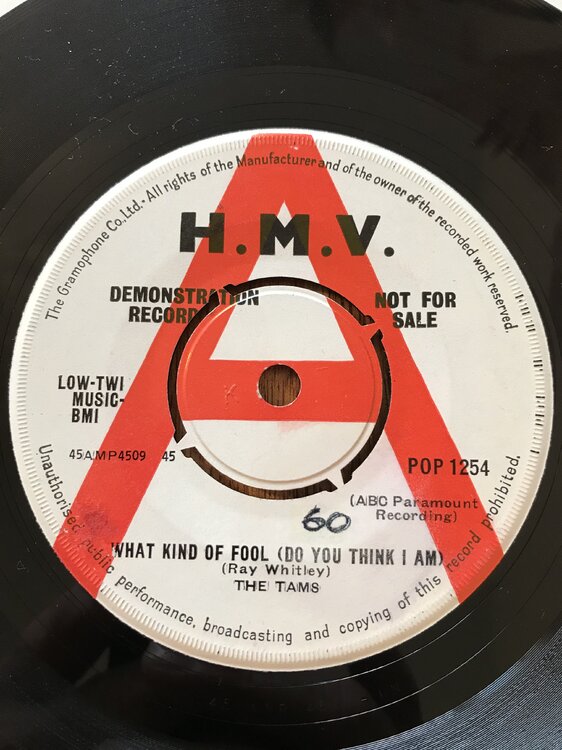 The Gramophone Co., Ltd. - All rights of the Manufacturer and of the owner of the recorded work reserved.
H.M.V.
DEMONSTRATION
RECORD
NOT FOR
SALE
LOW-TWI
MUSIC-
BMI
45AMP4509 45
POP 1254
(ABC Paramount
Recording)
60
WHAT KIND OF FOOL (DO YOU THINK I AM)
(Ray Whitley)
THE TAMS
Unauthorised public performance, broadcasting and copying of this record prohibited.